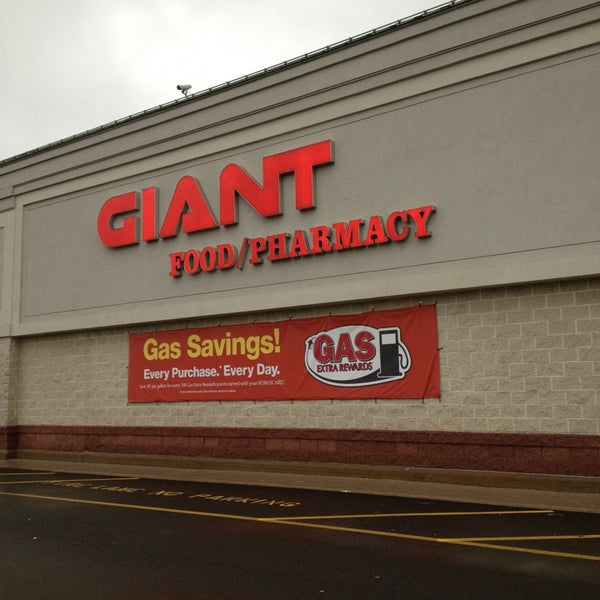 GIANT
FOOD/PHARMACY
Gas Savings!
Every Purchase.* Every Day.
GAS
EXTRA REWARDS
FIRE LANE NO PARKING